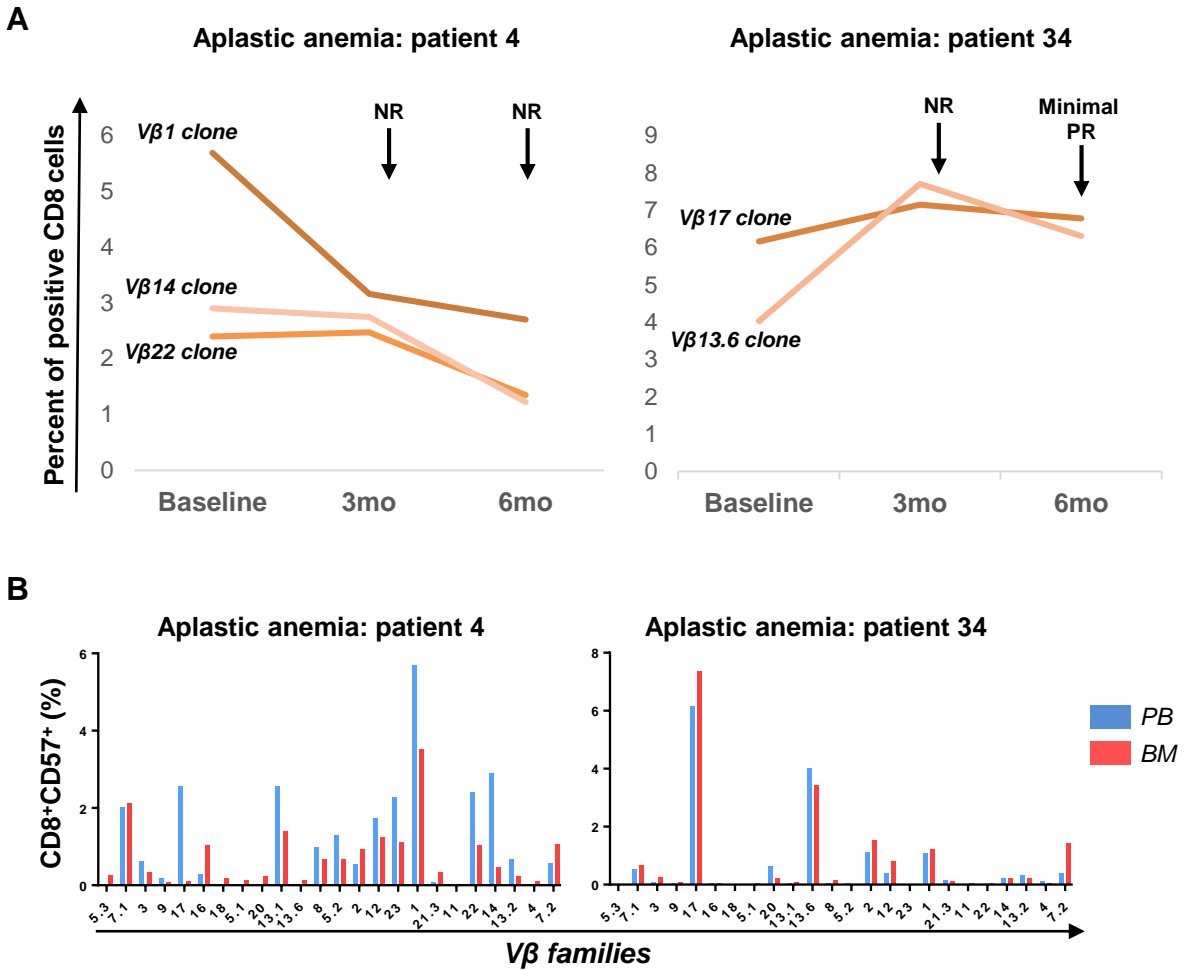 A
Aplastic anemia: patient 4
Aplastic anemia: patient 34
Percent of positive CD8 cells
6
5
4
3
2
1
0
Vβ1 clone
Vβ14 clone
Vβ22 clone
NR
NR
Baseline
3mo
6mo
9
8
7
6
5
4
3
2
1
0
Vβ17 clone
Vβ13.6 clone
NR
Minimal
PR
Baseline
3mo
6mo
B
Aplastic anemia: patient 4
Aplastic anemia: patient 34
CD8⁺CD57⁺ (%)
6
4
2
0
5.3
7.1
3
9
17
16
18
5.1
20
13.1
13.6
8
5.2
2
12
23
1
21.3
11
22
14
13.2
4
7.2
8
6
4
2
0
5.3
7.1
3
9
17
16
18
5.1
20
13.1
13.6
8
5.2
2
12
23
1
21.3
11
22
14
13.2
4
7.2
PB
BM
Vβ families